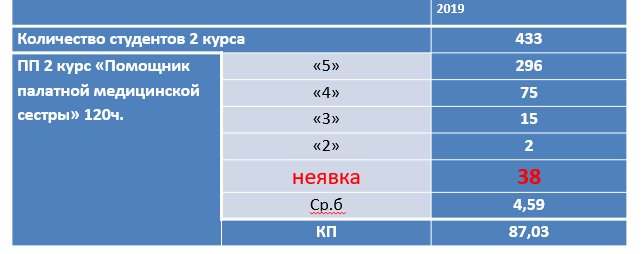 2019
Количество студентов 2 курса 433
ПП 2 курс «Помощник палатной медицинской сестры» 120ч. «5» 296
«4» 75
«3» 15
«2» 2
неявка 38
Ср.б 4,59
КП 87,03